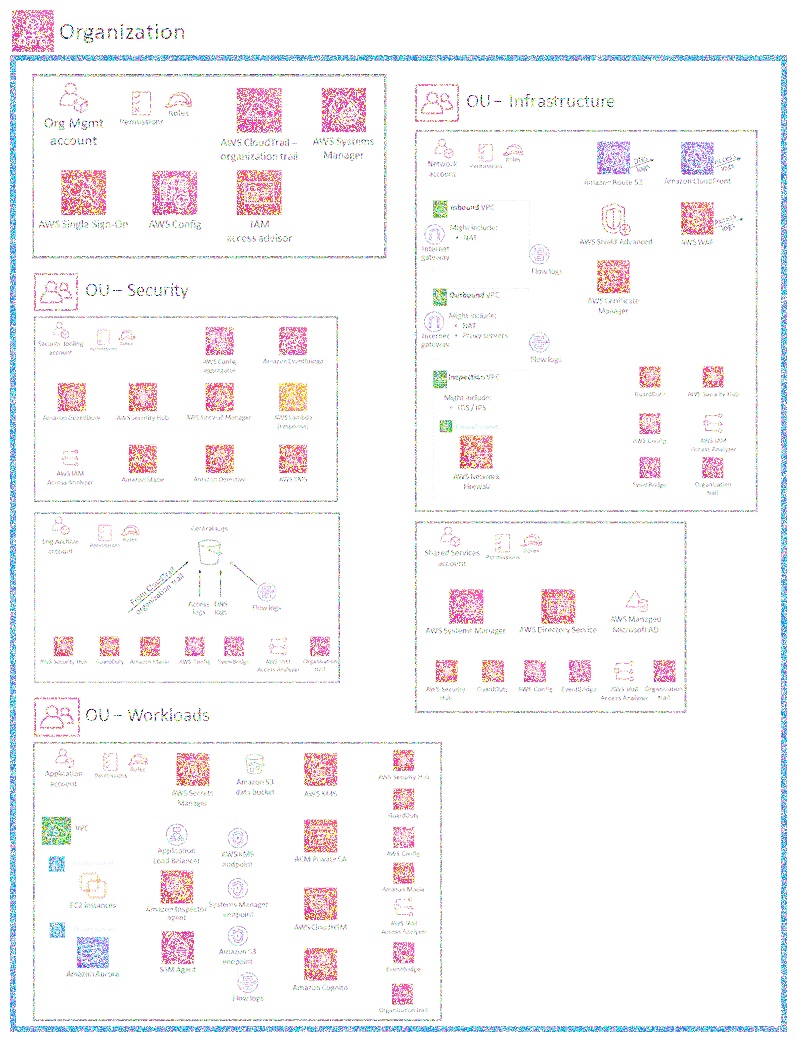 Organization
Org Mgmt
account
Permissions
Roles
AWS CloudTrail –
organization trail
AWS Systems
Manager
AWS Single Sign-On
AWS Config
IAM
access advisor
OU – Security
Security Tooling
account
Permissions
Roles
AWS Config
aggregator
Amazon EventBridge
Amazon GuardDuty
AWS Security Hub
AWS Firewall Manager
AWS Lambda
AWS IAM
Access Analyzer
Amazon Macie
Amazon Detective
AWS KMS
Log Archive
account
Permissions
Roles
Central logs
From CloudTrail
organization trail
Access
logs
DNS
logs
Flow logs
AWS Security Hub
GuardDuty
Amazon Macie
AWS Config
EventBridge
AWS IAM
Access Analyzer
Organization
trail
OU – Workloads
Application
account
Permissions
Roles
AWS Secrets
Manager
Amazon S3
data bucket
AWS KMS
AWS Security Hub
VPC
Application
Load Balancer
AWS KMS
endpoint
ACM Private CA
GuardDuty
AWS Config
EC2 instances
Amazon Inspector
agent
Systems Manager
endpoint
AWS CloudHSM
Amazon Macie
AWS IAM
Access Analyzer
Amazon Aurora
SSM Agent
Amazon S3
endpoint
Flow logs
Amazon Cognito
EventBridge
Organization trail
OU – Infrastructure
Network
account
Permissions
Roles
Amazon Route 53
DNS
logs
Amazon CloudFront
Access
logs
Inbound VPC
Might include:
• NAT
Internet
gateway
Flow logs
AWS Shield Advanced
AWS WAF
Access
logs
Outbound VPC
Might include:
• NAT
• Proxy servers
Internet
gateway
Flow logs
AWS Certificate
Manager
Inspection VPC
Might include:
• IDS / IPS
AWS Network
Firewall
GuardDuty
AWS Security Hub
AWS Config
AWS IAM
Access Analyzer
EventBridge
Organization
trail
Shared Services
account
Permissions
Roles
AWS Systems Manager
AWS Directory Service
AWS Managed
Microsoft AD
AWS Security
Hub
GuardDuty
AWS Config
EventBridge
AWS IAM
Access Analyzer
Organization
trail